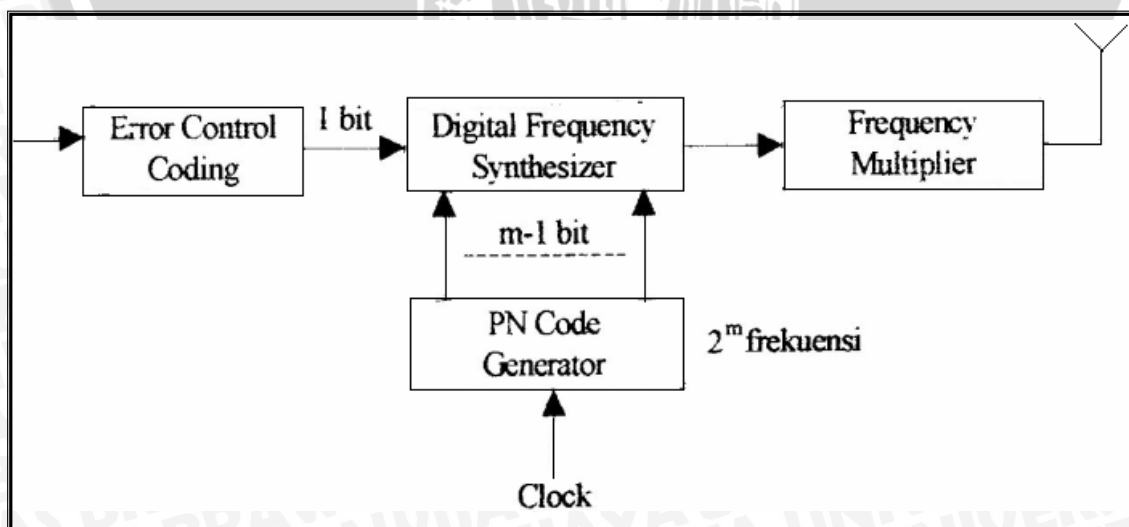 Error Control
Coding
1 bit
Digital Frequency
Synthesizer
Frequency
Multiplier
m-1 bit
PN Code
Generator
2^m frekuensi
Clock